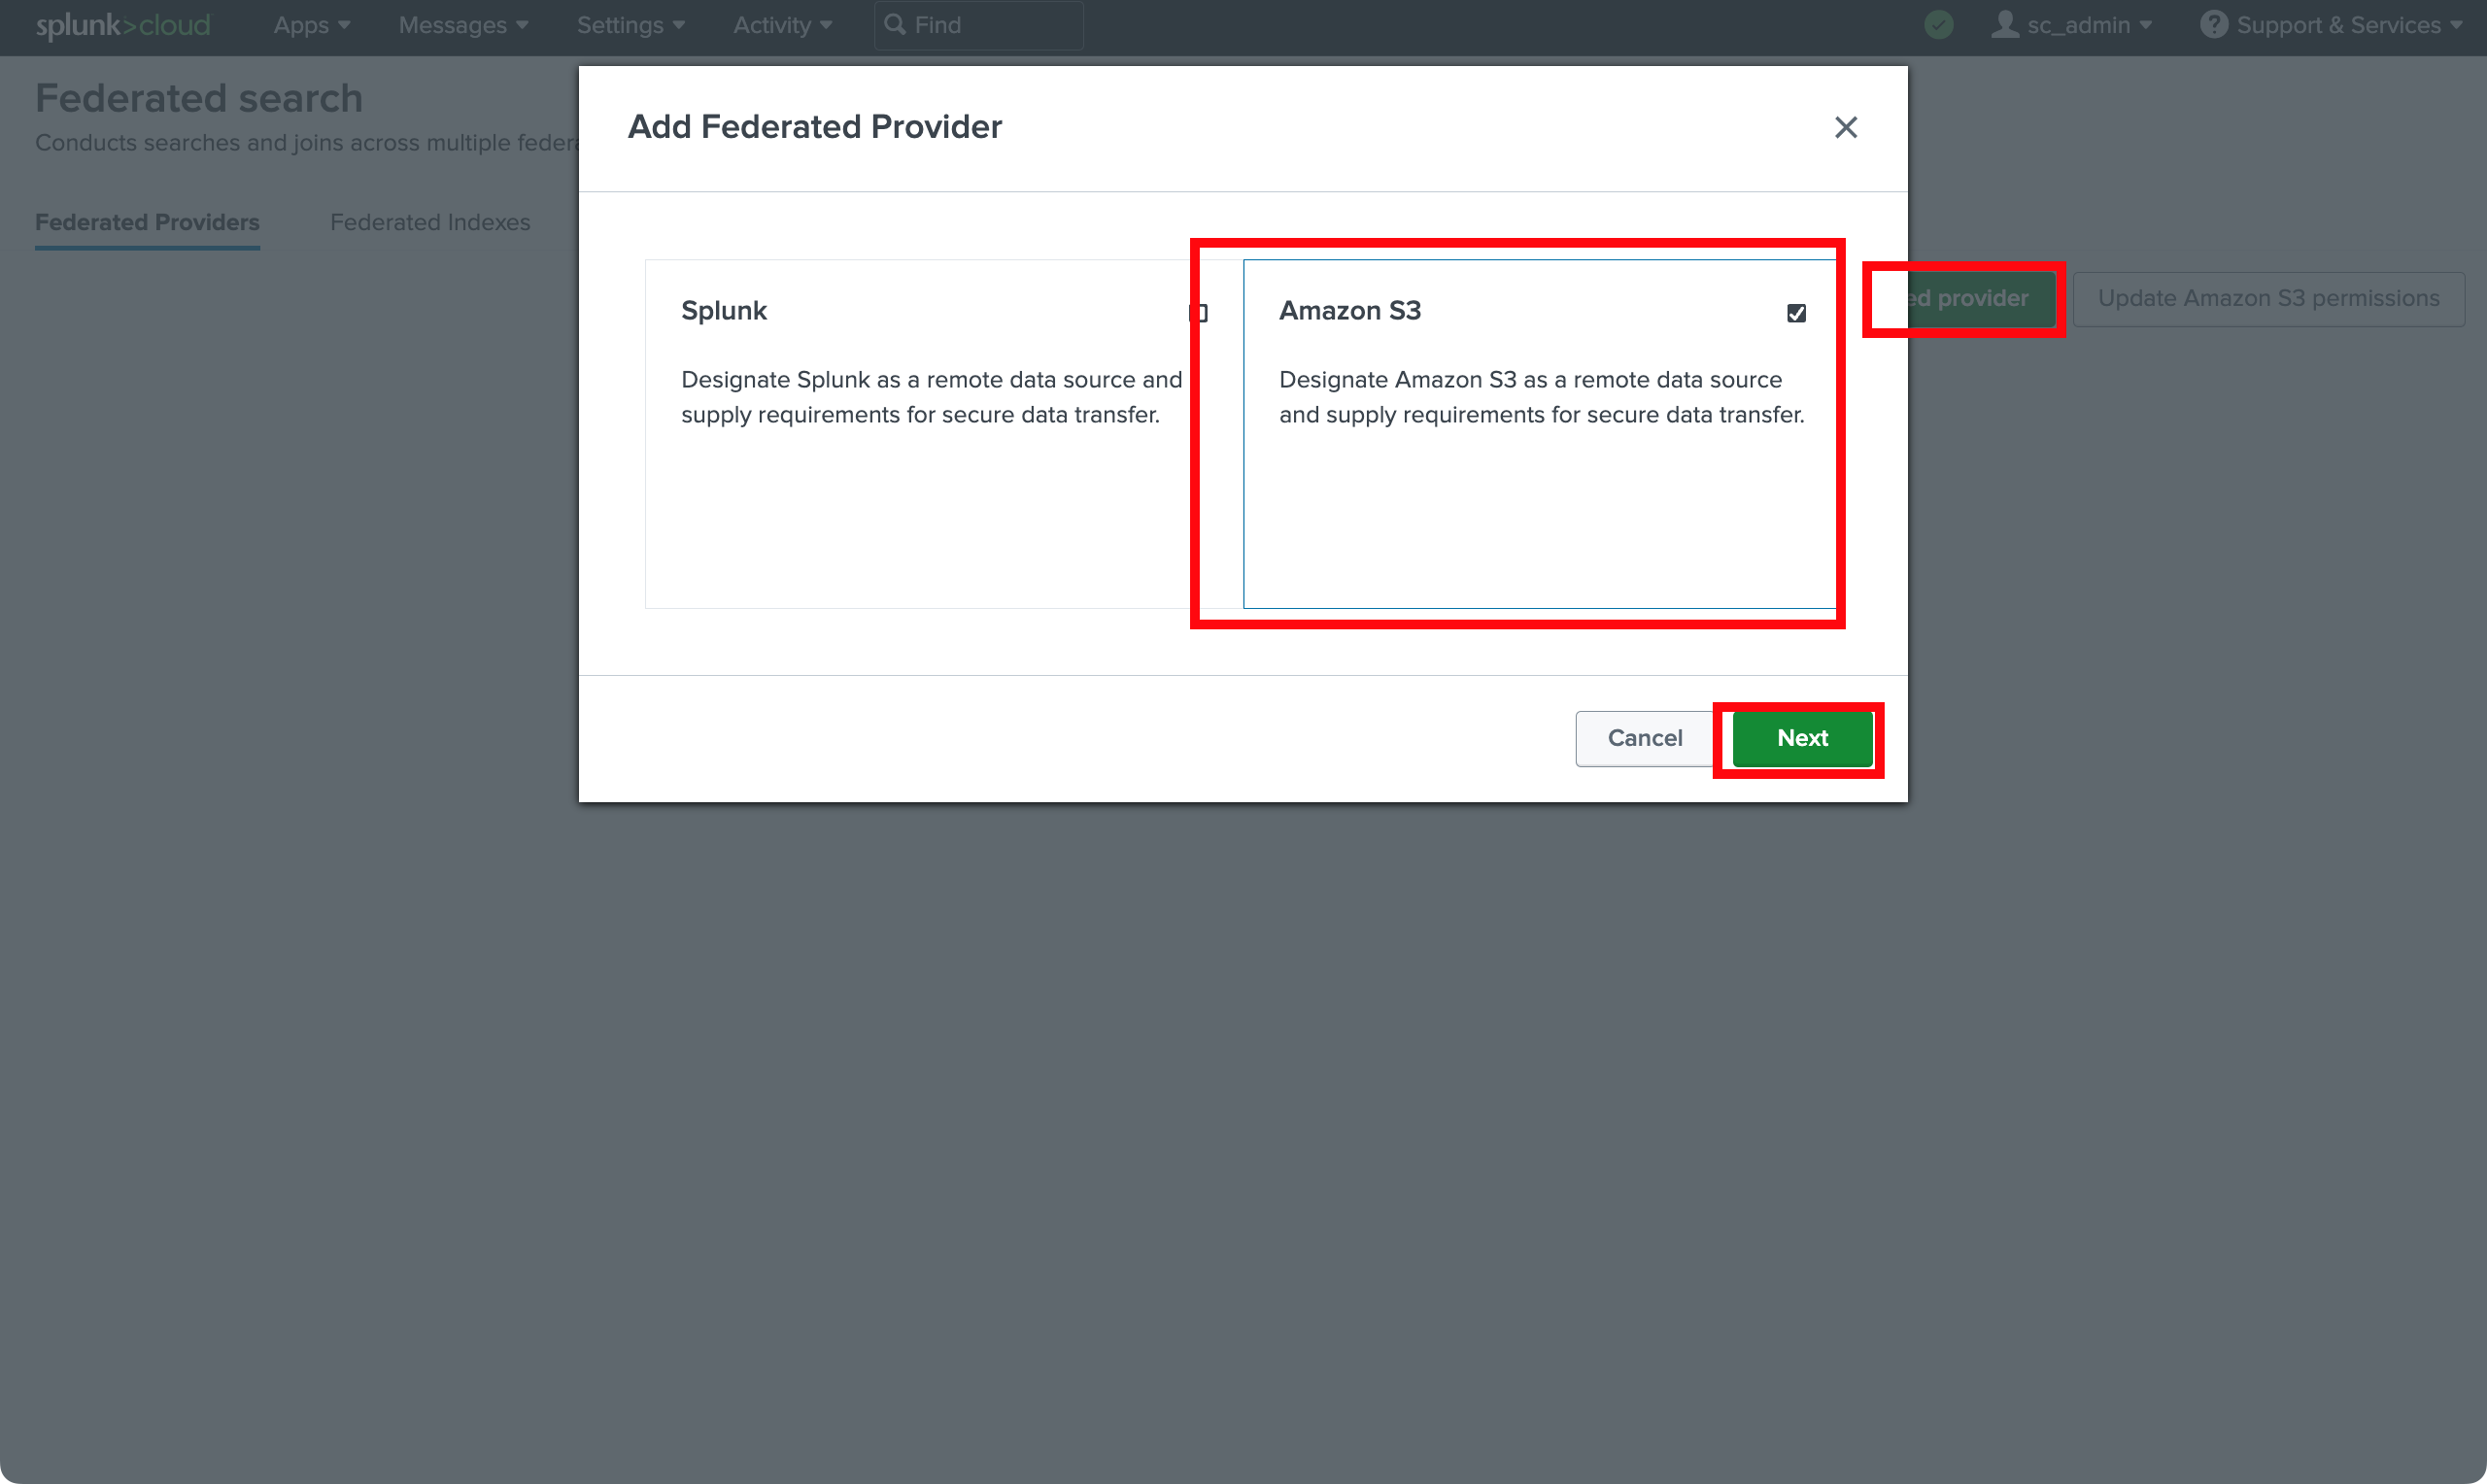 splunk>cloud Apps Messages Settings Activity Find sc_admin ? Support & Services
Federated search
Conducts searches and joins across multiple federa
Federated Providers Federated Indexes
ed provider Update Amazon S3 permissions
Add Federated Provider
Splunk
Designate Splunk as a remote data source and
supply requirements for secure data transfer.
Amazon S3
Designate Amazon S3 as a remote data source
and supply requirements for secure data transfer.
Cancel Next